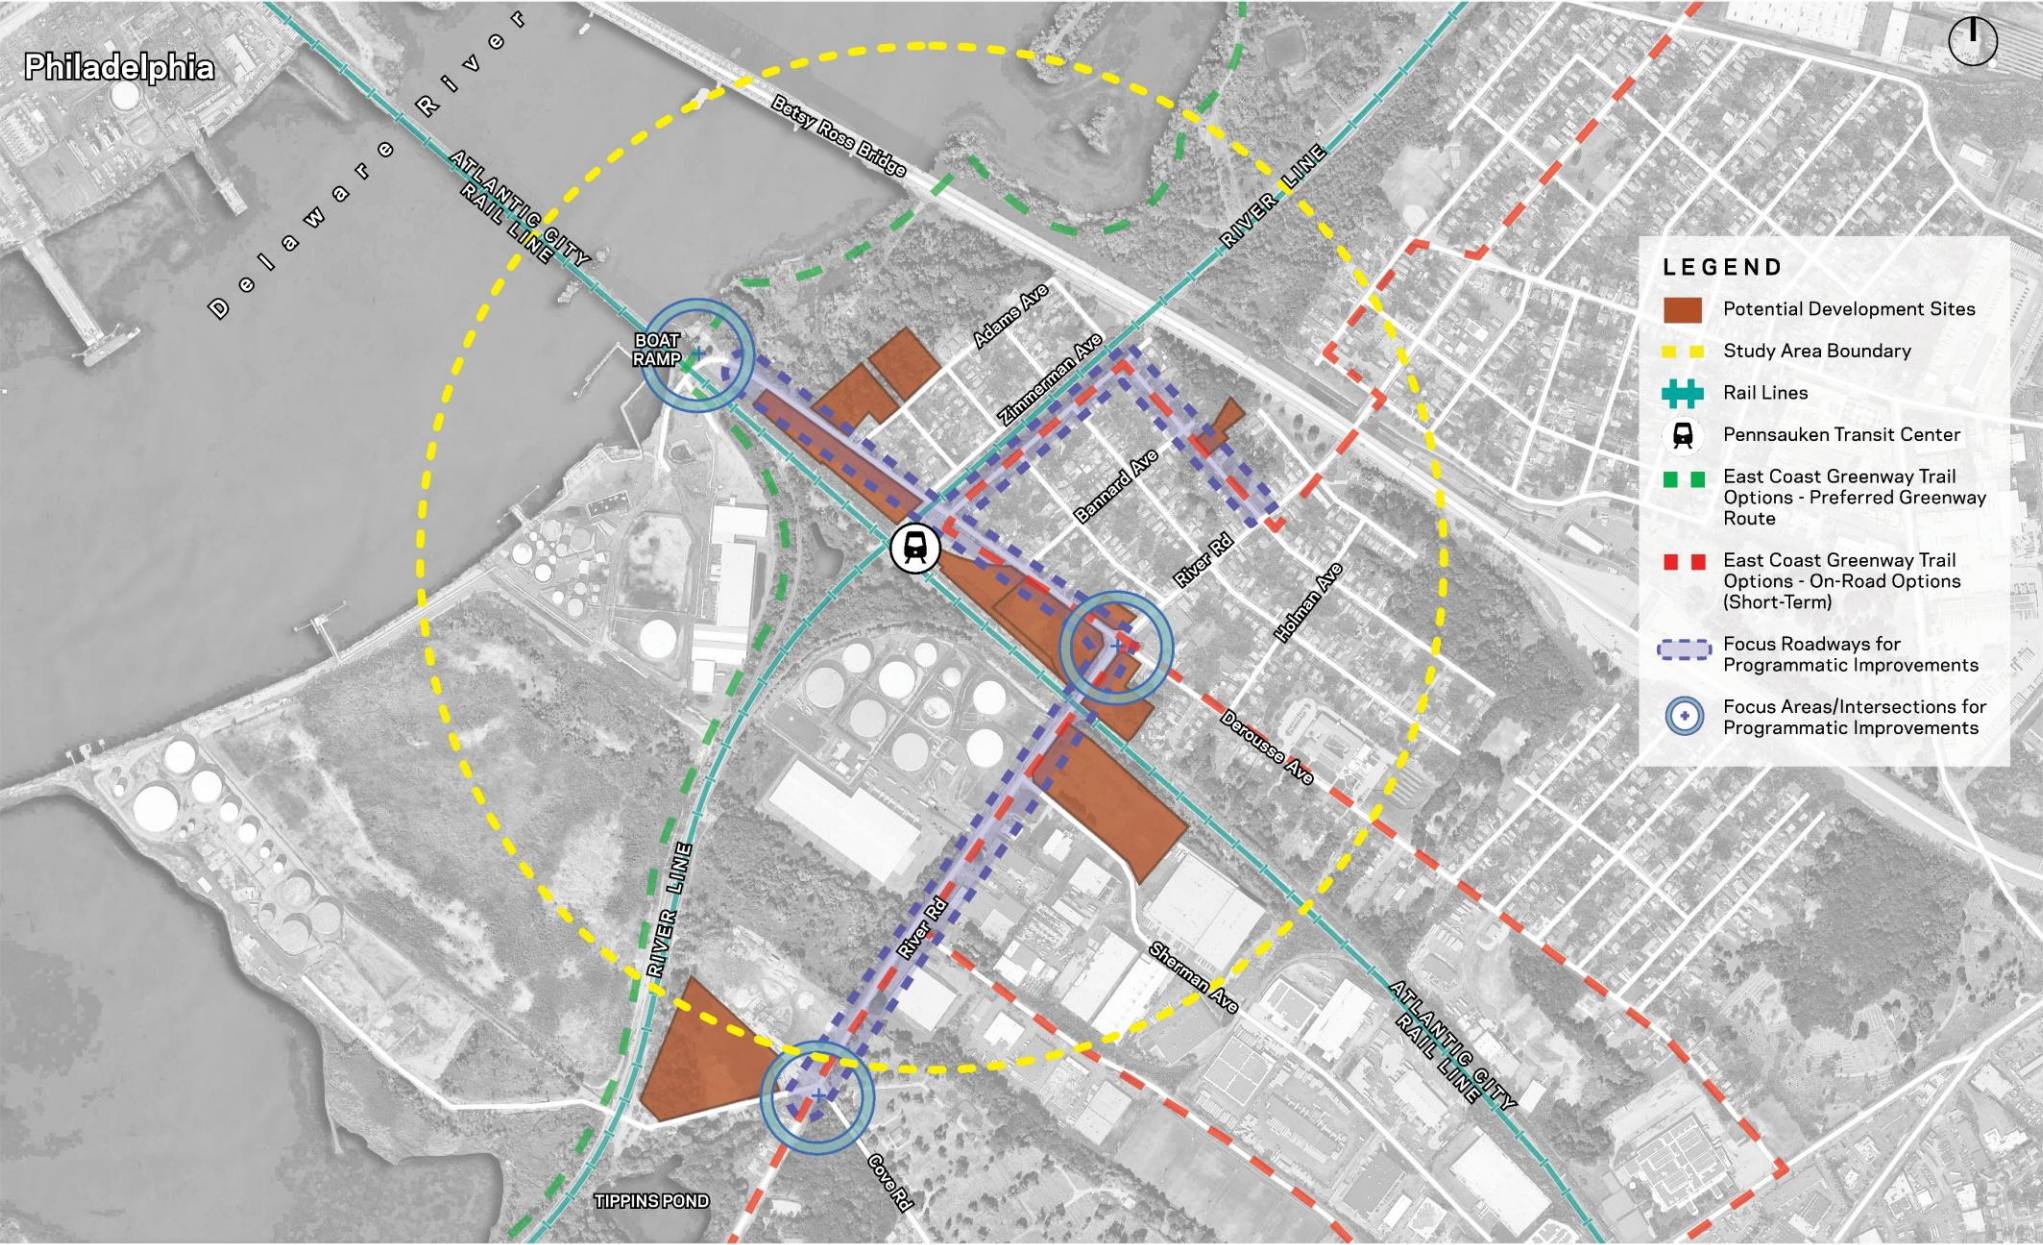 Philadelphia
Delaware River
Betsy Ross Bridge
ATLANTIC CITY
RAIL LINE
RIVER LINE
BOAT
RAMP
Adams Ave
Zimmerman Ave
Bannard Ave
River Rd
Holman Ave
Derousse Ave
River Rd
RIVER LINE
Sherman Ave
ATLANTIC CITY
RAIL LINE
Cove Rd
TIPPINS POND
LEGEND
Potential Development Sites
Study Area Boundary
Rail Lines
Pennsauken Transit Center
East Coast Greenway Trail
Options - Preferred Greenway
Route
East Coast Greenway Trail
Options - On-Road Options
(Short-Term)
Focus Roadways for
Programmatic Improvements
Focus Areas/Intersections for
Programmatic Improvements